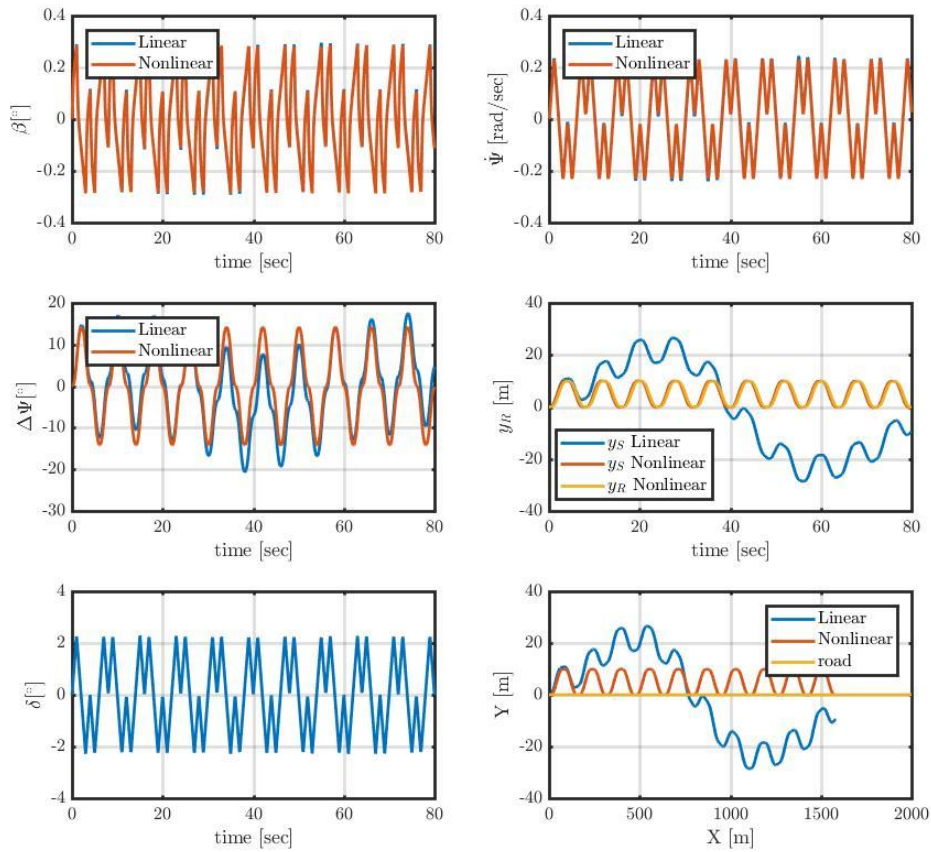 0.4
0.2
0
-0.2
-0.4
β[°]
Linear
Nonlinear
0 20 40 60 80
time [sec]
0.4
0.2
0
-0.2
-0.4
Ψ̇ [rad/sec]
Linear
Nonlinear
0 20 40 60 80
time [sec]
20
10
0
-10
-20
-30
ΔΨ[°]
Linear
Nonlinear
0 20 40 60 80
time [sec]
40
20
0
-20
-40
y_R [m]
y_S Linear
y_S Nonlinear
y_R Nonlinear
0 20 40 60 80
time [sec]
4
2
0
-2
-4
δ[°]
0 20 40 60 80
time [sec]
40
20
0
-20
-40
Y [m]
Linear
Nonlinear
road
0 500 1000 1500 2000
X [m]